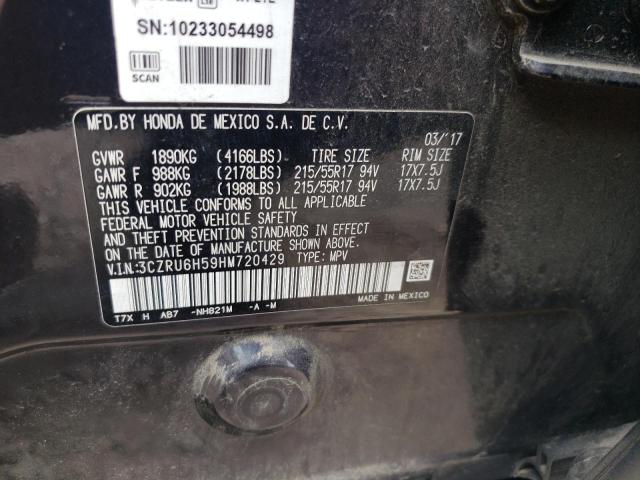 SN:10233054498
SCAN
MFD.BY HONDA DE MEXICO S.A. DE C.V.
03/'17
GVWR 1890KG (4166LBS) TIRE SIZE RIM SIZE
GAWR F 988KG (2178LBS) 215/55R17 94V 17X7.5J
GAWR R 902KG (1988LBS) 215/55R17 94V 17X7.5J
THIS VEHICLE CONFORMS TO ALL APPLICABLE
FEDERAL MOTOR VEHICLE SAFETY AND
THEFT PREVENTION STANDARDS IN EFFECT
ON THE DATE OF MANUFACTURE SHOWN ABOVE.
V.I.N:3CZRU6H59HM720429 TYPE:MPV
T7X H AB7 -NH821M -A -M
MADE IN MEXICO